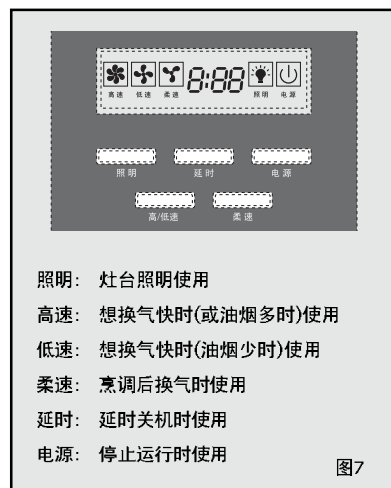 8:88
高速 低速 柔速 照明 电源
照明 延时 电源
高/低速 柔速
照明: 灶台照明使用
高速: 想换气快时(或油烟多时)使用
低速: 想换气快时(油烟少时)使用
柔速: 烹调后换气时使用
延时: 延时关机时使用
电源: 停止运行时使用
图7